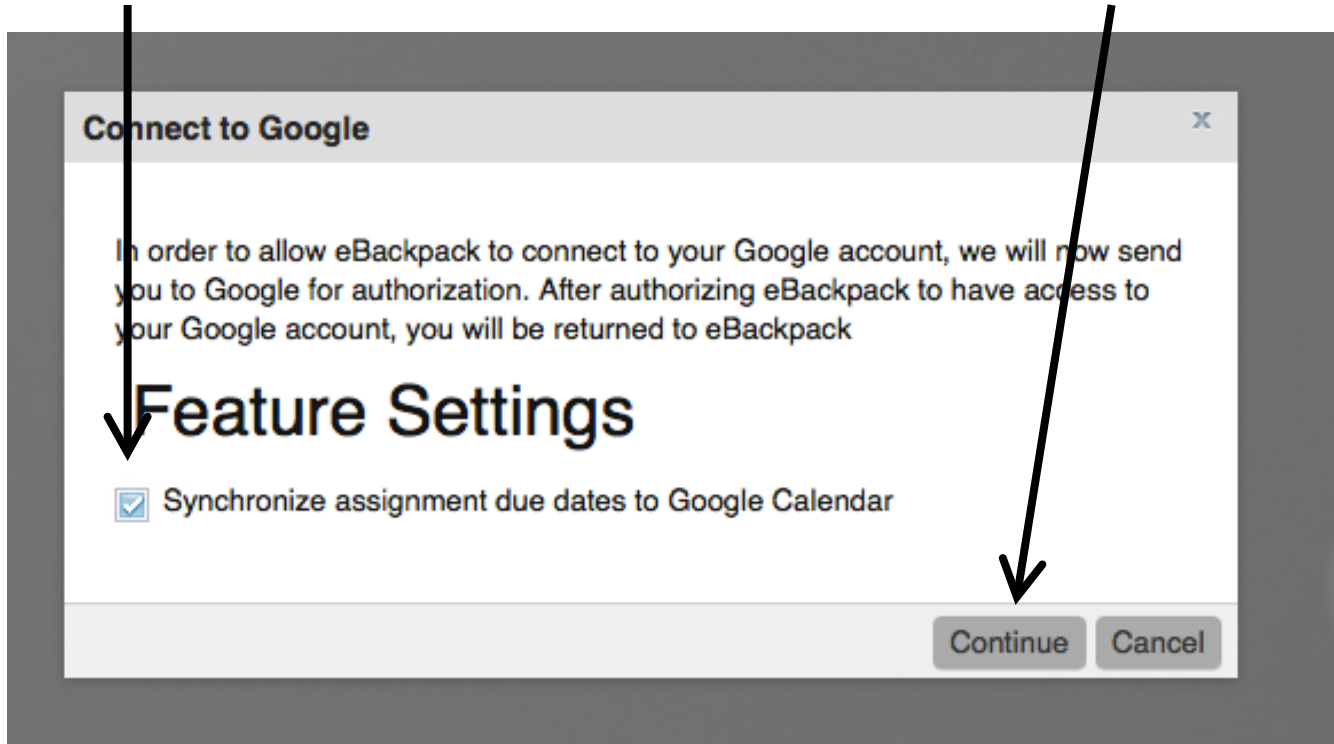 Connect to Google
x
In order to allow eBackpack to connect to your Google account, we will now send
you to Google for authorization. After authorizing eBackpack to have access to
your Google account, you will be returned to eBackpack
Feature Settings
Synchronize assignment due dates to Google Calendar
Continue Cancel